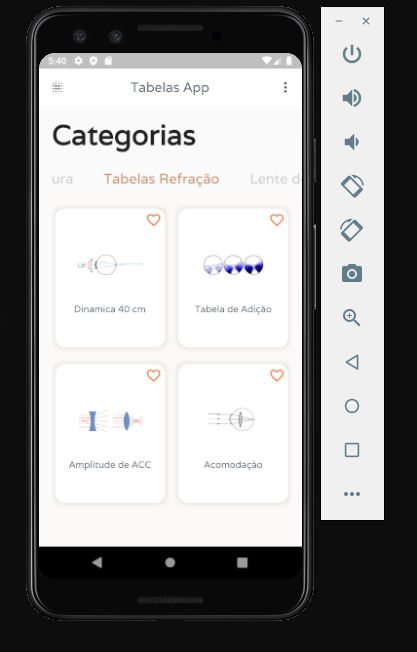 5:40
Tabelas App
Categorias
ura Tabelas Refração Lente de
Dinamica 40 cm Tabela de Adição
Amplitude de ACC Acomodação